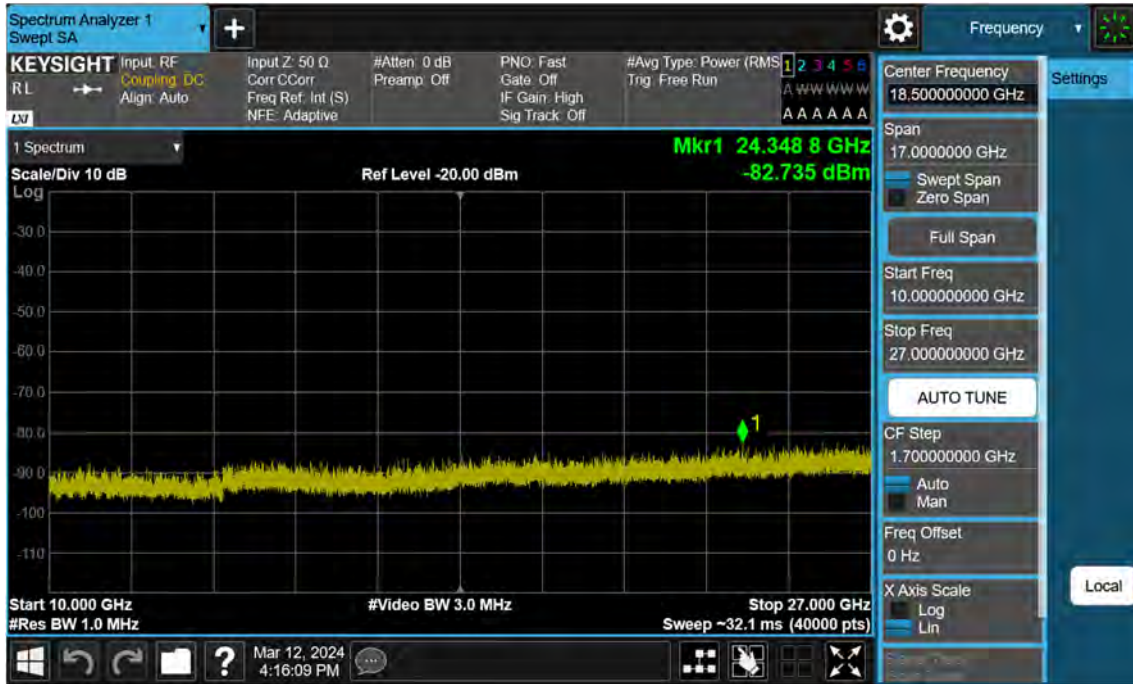 Spectrum Analyzer 1
Swept SA
Frequency
KEYSIGHT
RL
LXI
Input: RF
Coupling: DC
Align: Auto
Input Z: 50 Ω
Corr CCorr
Freq Ref: Int (S)
NFE: Adaptive
#Atten: 0 dB
Preamp: Off
PNO: Fast
Gate: Off
IF Gain: High
Sig Track: Off
#Avg Type: Power (RMS
Trig: Free Run
1 2 3 4 5 6
A W W W W W
A A A A A A
1 Spectrum
Scale/Div 10 dB
Ref Level -20.00 dBm
Mkr1 24.348 8 GHz
-82.735 dBm
Log
-30.0
-40.0
-50.0
-60.0
-70.0
-80.0
-90.0
-100
-110
1
Start 10.000 GHz
#Res BW 1.0 MHz
#Video BW 3.0 MHz
Stop 27.000 GHz
Sweep ~32.1 ms (40000 pts)
Mar 12, 2024
4:16:09 PM
Center Frequency
18.500000000 GHz
Span
17.0000000 GHz
Swept Span
Zero Span
Full Span
Start Freq
10.000000000 GHz
Stop Freq
27.000000000 GHz
AUTO TUNE
CF Step
1.700000000 GHz
Auto
Man
Freq Offset
0 Hz
X Axis Scale
Log
Lin
Settings
Local